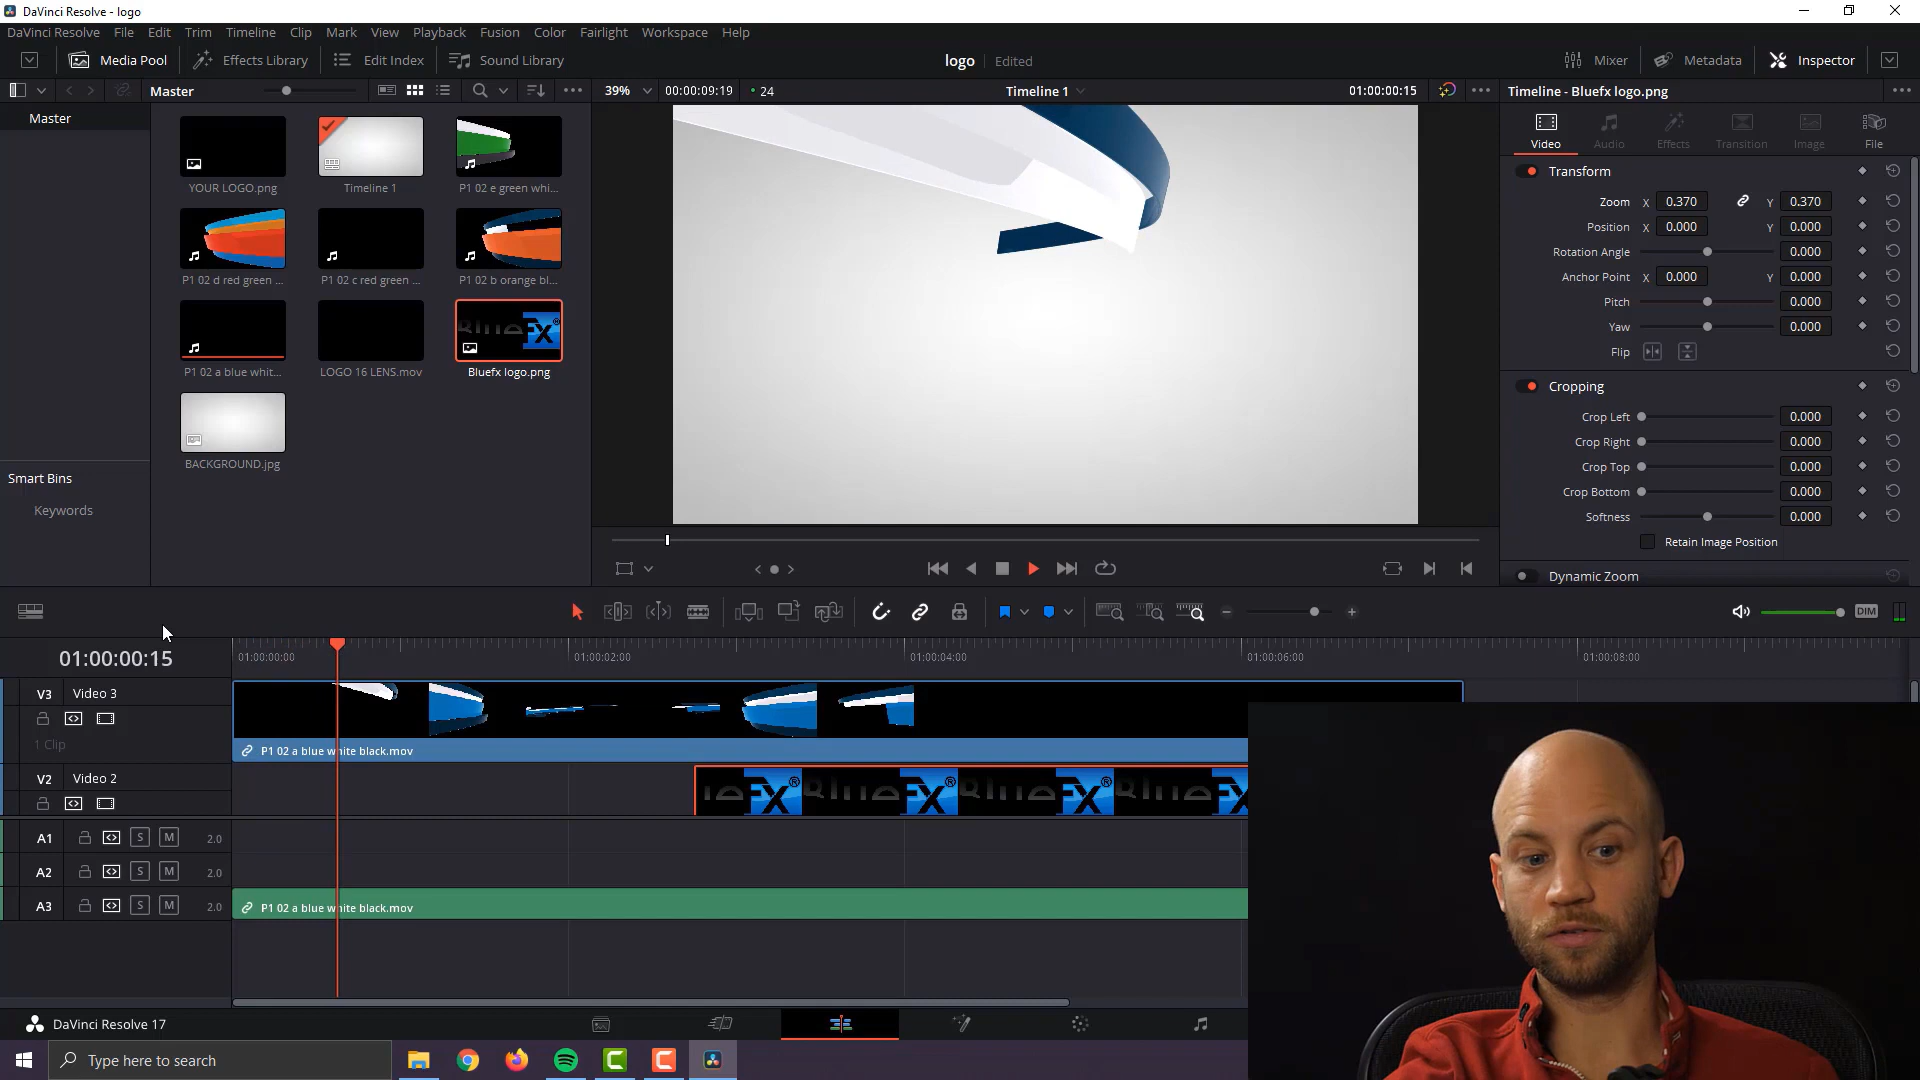 DaVinci Resolve - logo
DaVinci Resolve File Edit Trim Timeline Clip Mark View Playback Fusion Color Fairlight Workspace Help
Media Pool Effects Library Edit Index Sound Library logo Edited Mixer Metadata Inspector
Master 39% 00:00:09:19 24 Timeline 1 01:00:00:15 Timeline - Bluefx logo.png
Master
Video Audio Effects Transition Image File
YOUR LOGO.png Timeline 1 P1 02 e green whi...
P1 02 d red green ... P1 02 c red green ... P1 02 b orange bl...
P1 02 a blue whit... LOGO 16 LENS.mov Bluefx logo.png
BACKGROUND.jpg
Smart Bins
Keywords
Transform
Zoom X 0.370 Y 0.370
Position X 0.000 Y 0.000
Rotation Angle 0.000
Anchor Point X 0.000 Y 0.000
Pitch 0.000
Yaw 0.000
Flip
Cropping
Crop Left 0.000
Crop Right 0.000
Crop Top 0.000
Crop Bottom 0.000
Softness 0.000
Retain Image Position
Dynamic Zoom
DIM
01:00:00:15 01:00:00:00 01:00:02:00 01:00:04:00 01:00:06:00 01:00:08:00
V3 Video 3
1 Clip
P1 02 a blue white black.mov
V2 Video 2
A1 S M 2.0
A2 S M 2.0
A3 S M 2.0 P1 02 a blue white black.mov
DaVinci Resolve 17
Type here to search